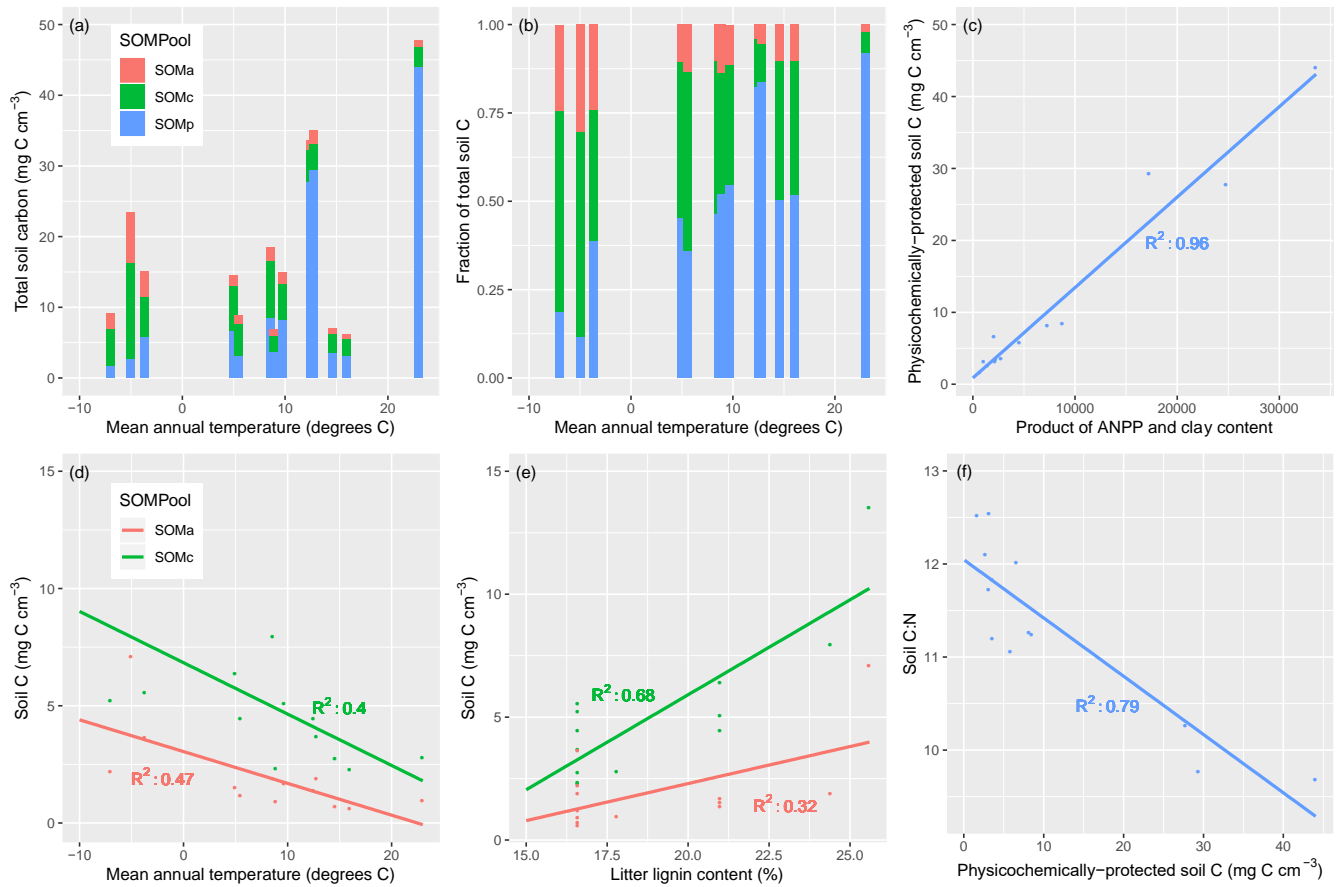 (a)
SOMPool
SOMa
SOMc
SOMp
50
40
30
20
10
0
Total soil carbon (mg C cm⁻³)
−10
0
10
20
Mean annual temperature (degrees C)
(b)
1.00
0.75
0.50
0.25
0.00
Fraction of total soil C
−10
0
10
20
Mean annual temperature (degrees C)
(c)
50
40
30
20
10
0
Physicochemically−protected soil C (mg C cm⁻³)
R²: 0.96
0
10000
20000
30000
Product of ANPP and clay content
(d)
SOMPool
SOMa
SOMc
15
10
5
0
Soil C (mg C cm⁻³)
R²: 0.4
R²: 0.47
−10
0
10
20
Mean annual temperature (degrees C)
(e)
15
10
5
0
Soil C (mg C cm⁻³)
R²: 0.68
R²: 0.32
15.0
17.5
20.0
22.5
25.0
Litter lignin content (%)
(f)
13
12
11
10
Soil C:N
R²: 0.79
0
10
20
30
40
Physicochemically−protected soil C (mg C cm⁻³)